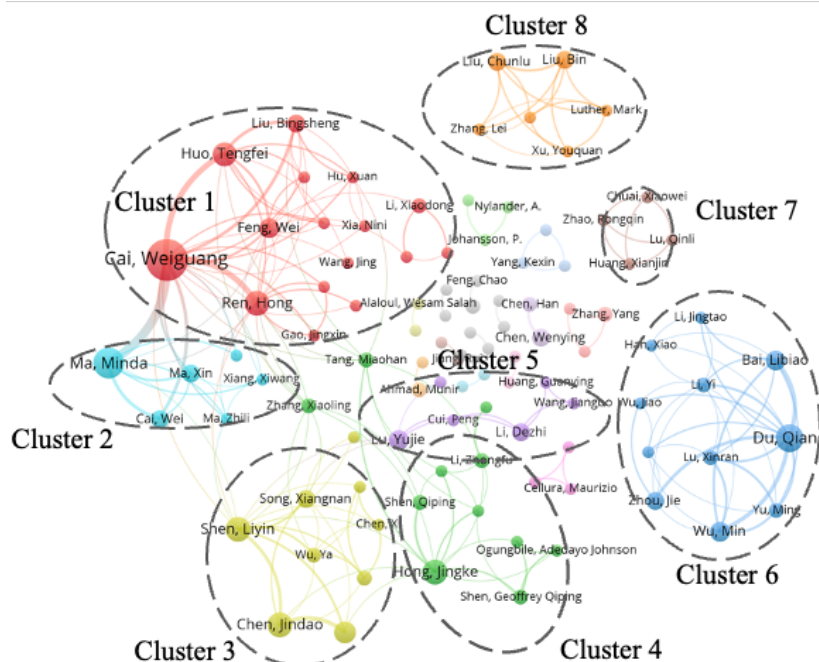 Cluster 8
Liu, Chunlu
Liu, Bin
Luther, Mark
Zhang, Lei
Xu, Youquan
Liu, Bingsheng
Huo, Tengfei
Hu, Xuan
Cluster 1
Li, Xiaodong
Feng, Wei
Xia, Nini
Cai, Weiguang
Wang, Jing
Ren, Hong
Alaloul, Wesam Salah
Gao, Jingxin
Nylander, A.
Johansson, P.
Yang, Kexin
Feng, Chao
Chen, Han
Chen, Wenying
Zhang, Yang
Chuai, Xiaowei
Zhao, Rongqin
Cluster 7
Lu, Qinli
Huang, Xianjin
Ma, Minda
Ma, Xin
Xiang, Xiwang
Cai, Wei
Ma, Zhili
Cluster 2
Tang, Miaohan
Zhang, Xiaoling
Cluster 5
Ahmad, Munir
Huang, Guanying
Wang, Jiangbo
Cui, Peng
Lu, Yujie
Li, Dezhi
Li, Jingtao
Han, Xiao
Bai, Libiao
Li, Yi
Wu, Jiao
Du, Qian
Lu, Xinran
Zhou, Jie
Yu, Ming
Wu, Min
Cluster 6
Li, Zhongfu
Cellura, Maurizio
Song, Xiangnan
Shen, Qiping
Shen, Liyin
Chen, X
Wu, Ya
Chen, Jindao
Cluster 3
Ogungbile, Adedayo Johnson
Hong, Jingke
Shen, Geoffrey Qiping
Cluster 4